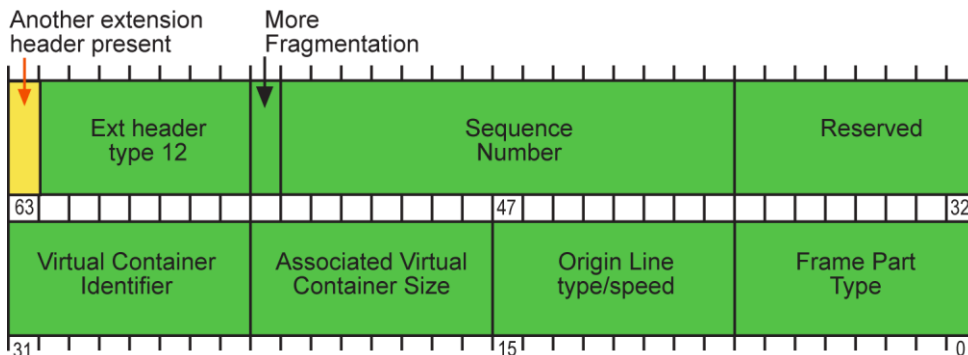 Another extension
header present
More
Fragmentation
Ext header
type 12
Sequence
Number
Reserved
63
47
32
Virtual Container
Identifier
Associated Virtual
Container Size
Origin Line
type/speed
Frame Part
Type
31
15
0